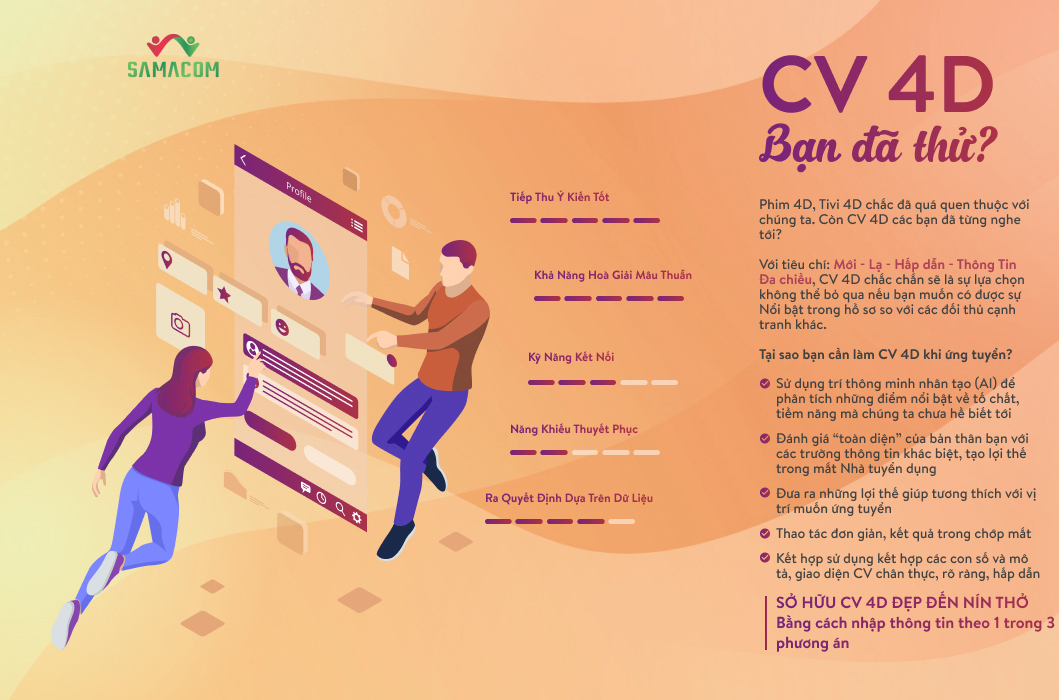 SAMACOM
CV 4D
Bạn đã thử?
Profile
Tiếp Thu Ý Kiến Tốt
Khả Năng Hoà Giải Mâu Thuẫn
Kỹ Năng Kết Nối
Năng Khiếu Thuyết Phục
Ra Quyết Định Dựa Trên Dữ Liệu
Phim 4D, Tivi 4D chắc đã quá quen thuộc với
chúng ta. Còn CV 4D các bạn đã từng nghe
tới?
Với tiêu chí: Mới - Lạ - Hấp dẫn - Thông Tin
Đa chiều, CV 4D chắc chắn sẽ là sự lựa chọn
không thể bỏ qua nếu bạn muốn có được sự
Nổi bật trong hồ sơ so với các đối thủ cạnh
tranh khác.
Tại sao bạn cần làm CV 4D khi ứng tuyển?
Sử dụng trí thông minh nhân tạo (AI) để
phân tích những điểm nổi bật về tố chất,
tiềm năng mà chúng ta chưa hề biết tới
Đánh giá “toàn diện” của bản thân bạn với
các trường thông tin khác biệt, tạo lợi thế
trong mắt Nhà tuyển dụng
Đưa ra những lợi thế giúp tương thích với vị
trí muốn ứng tuyển
Thao tác đơn giản, kết quả trong chớp mắt
Kết hợp sử dụng kết hợp các con số và mô
tả, giao diện CV chân thực, rõ ràng, hấp dẫn
SỞ HỮU CV 4D ĐẸP ĐẾN NÍN THỞ
Bằng cách nhập thông tin theo 1 trong 3
phương án